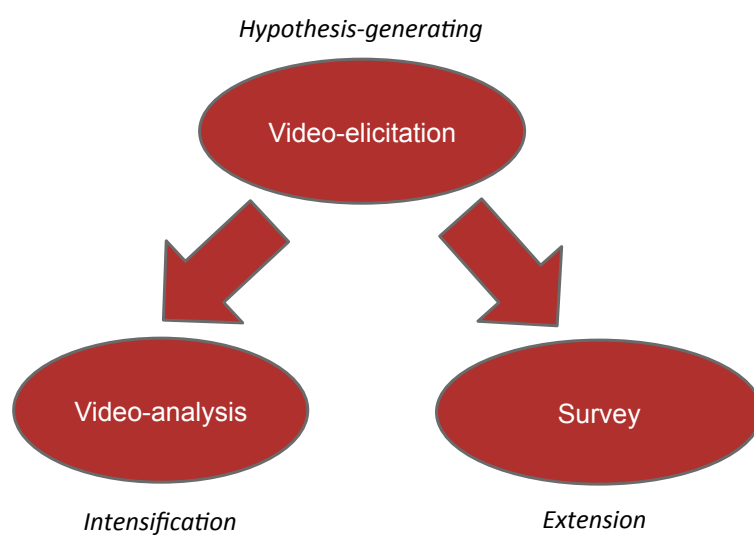 Hypothesis-generating
Video-elicitation
Video-analysis
Survey
Intensification
Extension